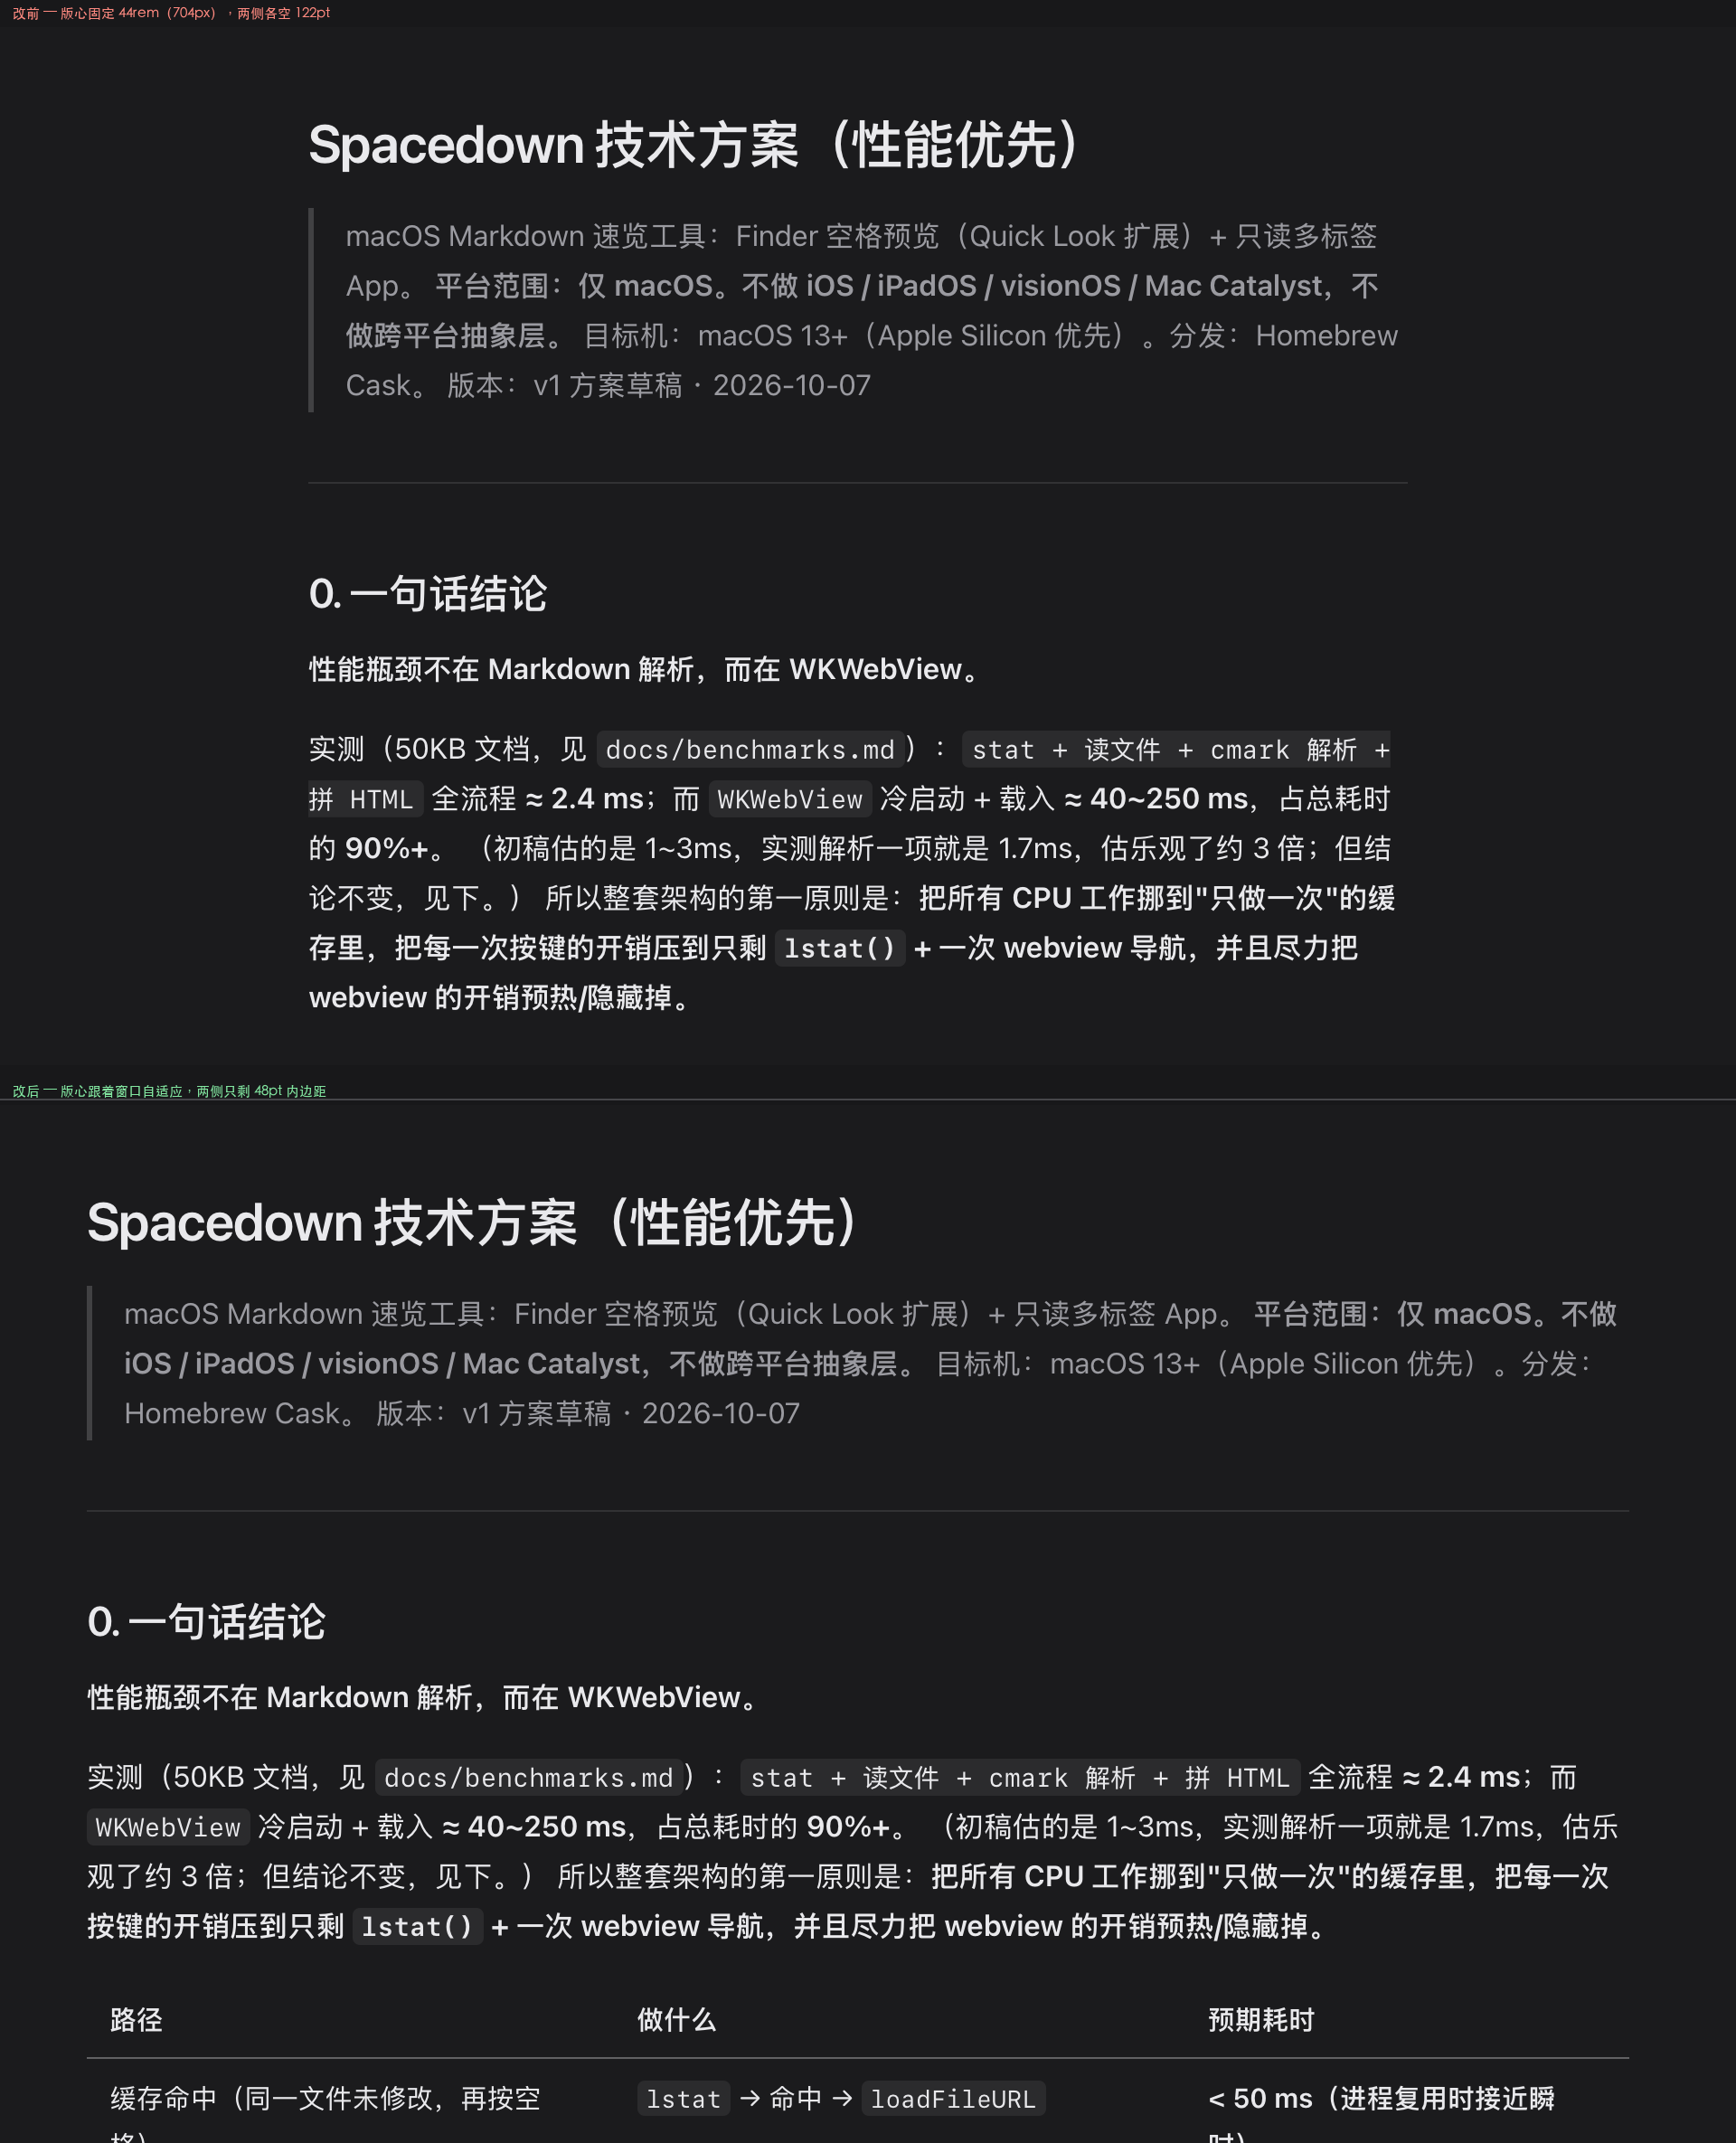 改前 — 版心固定 44rem（704px），两侧各空 122pt
Spacedown 技术方案（性能优先）
macOS Markdown 速览工具：Finder 空格预览（Quick Look 扩展）+ 只读多标签
App。 平台范围：仅 macOS。不做 iOS / iPadOS / visionOS / Mac Catalyst，不
做跨平台抽象层。 目标机：macOS 13+（Apple Silicon 优先）。分发：Homebrew
Cask。 版本：v1 方案草稿 · 2026-10-07
0. 一句话结论
性能瓶颈不在 Markdown 解析，而在 WKWebView。
实测（50KB 文档，见 docs/benchmarks.md）：stat + 读文件 + cmark 解析 +
拼 HTML 全流程 ≈ 2.4 ms；而 WKWebView 冷启动 + 载入 ≈ 40~250 ms，占总耗时
的 90%+。 （初稿估的是 1~3ms，实测解析一项就是 1.7ms，估乐观了约 3 倍；但结
论不变，见下。） 所以整套架构的第一原则是：把所有 CPU 工作挪到"只做一次"的缓
存里，把每一次按键的开销压到只剩 lstat() + 一次 webview 导航，并且尽力把
webview 的开销预热/隐藏掉。
改后 — 版心跟着窗口自适应，两侧只剩 48pt 内边距
Spacedown 技术方案（性能优先）
macOS Markdown 速览工具：Finder 空格预览（Quick Look 扩展）+ 只读多标签 App。 平台范围：仅 macOS。不做
iOS / iPadOS / visionOS / Mac Catalyst，不做跨平台抽象层。 目标机：macOS 13+（Apple Silicon 优先）。分发：
Homebrew Cask。 版本：v1 方案草稿 · 2026-10-07
0. 一句话结论
性能瓶颈不在 Markdown 解析，而在 WKWebView。
实测（50KB 文档，见 docs/benchmarks.md）：stat + 读文件 + cmark 解析 + 拼 HTML 全流程 ≈ 2.4 ms；而
WKWebView 冷启动 + 载入 ≈ 40~250 ms，占总耗时的 90%+。 （初稿估的是 1~3ms，实测解析一项就是 1.7ms，估乐
观了约 3 倍；但结论不变，见下。） 所以整套架构的第一原则是：把所有 CPU 工作挪到"只做一次"的缓存里，把每一次
按键的开销压到只剩 lstat() + 一次 webview 导航，并且尽力把 webview 的开销预热/隐藏掉。
路径 做什么 预期耗时
缓存命中（同一文件未修改，再按空 lstat → 命中 → loadFileURL < 50 ms（进程复用时接近瞬